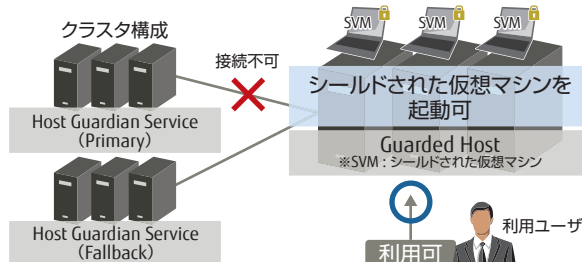 クラスタ構成
接続不可
SVM
SVM
SVM
シールドされた仮想マシンを
起動可
Host Guardian Service
（Primary）
Guarded Host
※SVM：シールドされた仮想マシン
Host Guardian Service
（Fallback）
利用可
利用ユーザ